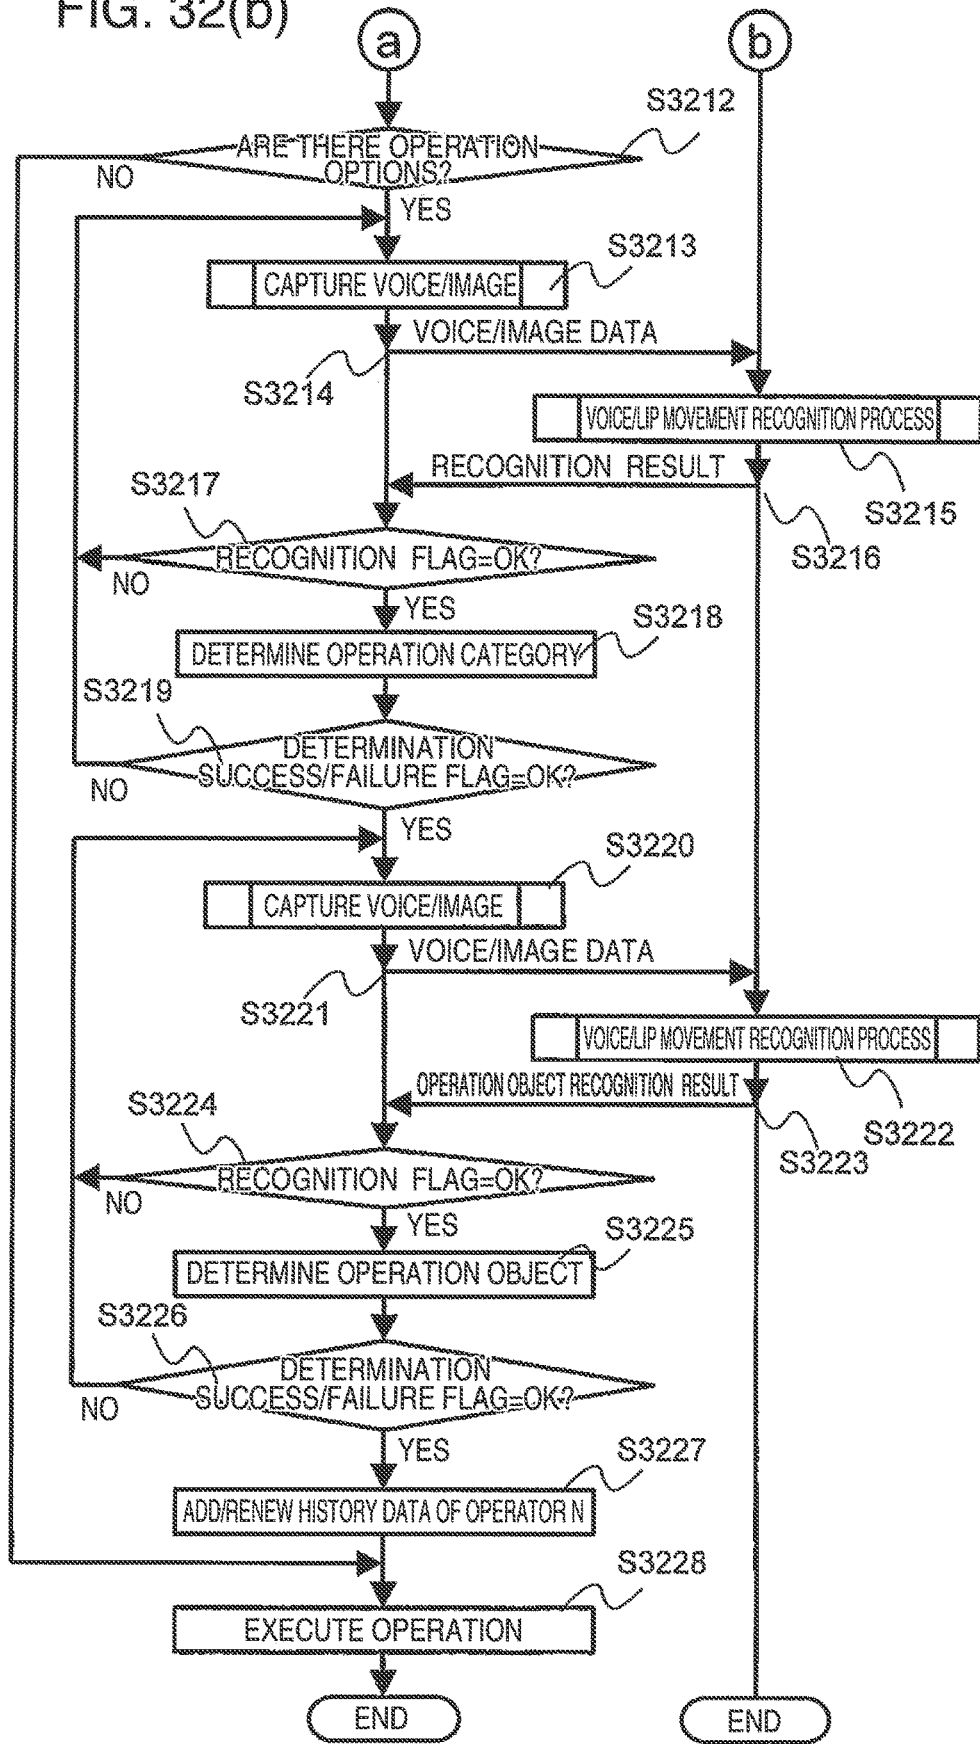 FIG. 32(b)
a
b
S3212
ARE THERE OPERATION
OPTIONS?
NO
YES
S3213
CAPTURE VOICE/IMAGE
VOICE/IMAGE DATA
S3214
VOICE/LIP MOVEMENT RECOGNITION PROCESS
RECOGNITION RESULT
S3217
S3215
S3216
RECOGNITION FLAG=OK?
NO
YES
S3218
DETERMINE OPERATION CATEGORY
S3219
DETERMINATION
SUCCESS/FAILURE FLAG=OK?
NO
YES
S3220
CAPTURE VOICE/IMAGE
VOICE/IMAGE DATA
S3221
VOICE/LIP MOVEMENT RECOGNITION PROCESS
OPERATION OBJECT RECOGNITION RESULT
S3224
S3222
S3223
RECOGNITION FLAG=OK?
NO
YES
S3225
DETERMINE OPERATION OBJECT
S3226
DETERMINATION
SUCCESS/FAILURE FLAG=OK?
NO
YES
S3227
ADD/RENEW HISTORY DATA OF OPERATOR N
S3228
EXECUTE OPERATION
END
END